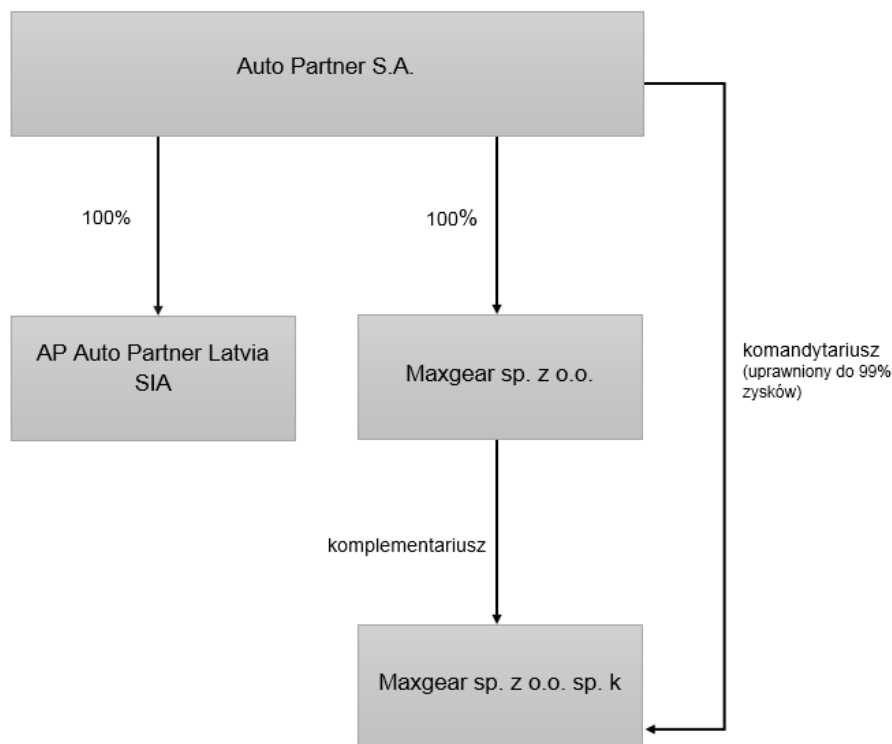 Auto Partner S.A.
100%
100%
AP Auto Partner Latvia
SIA
Maxgear sp. z o.o.
komandytariusz
(uprawniony do 99%
zysków)
komplementariusz
Maxgear sp. z o.o. sp. k